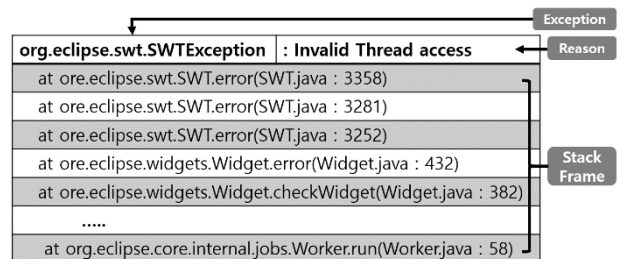 Exception
org.eclipse.swt.SWTException : Invalid Thread access
Reason
at ore.eclipse.swt.SWT.error(SWT.java : 3358)
at ore.eclipse.swt.SWT.error(SWT.java : 3281)
at ore.eclipse.swt.SWT.error(SWT.java : 3252)
at ore.eclipse.widgets.Widget.error(Widget.java : 432)
at ore.eclipse.widgets.Widget.checkWidget(Widget.java : 382)
.....
at org.eclipse.core.internal.jobs.Worker.run(Worker.java : 58)
Stack
Frame